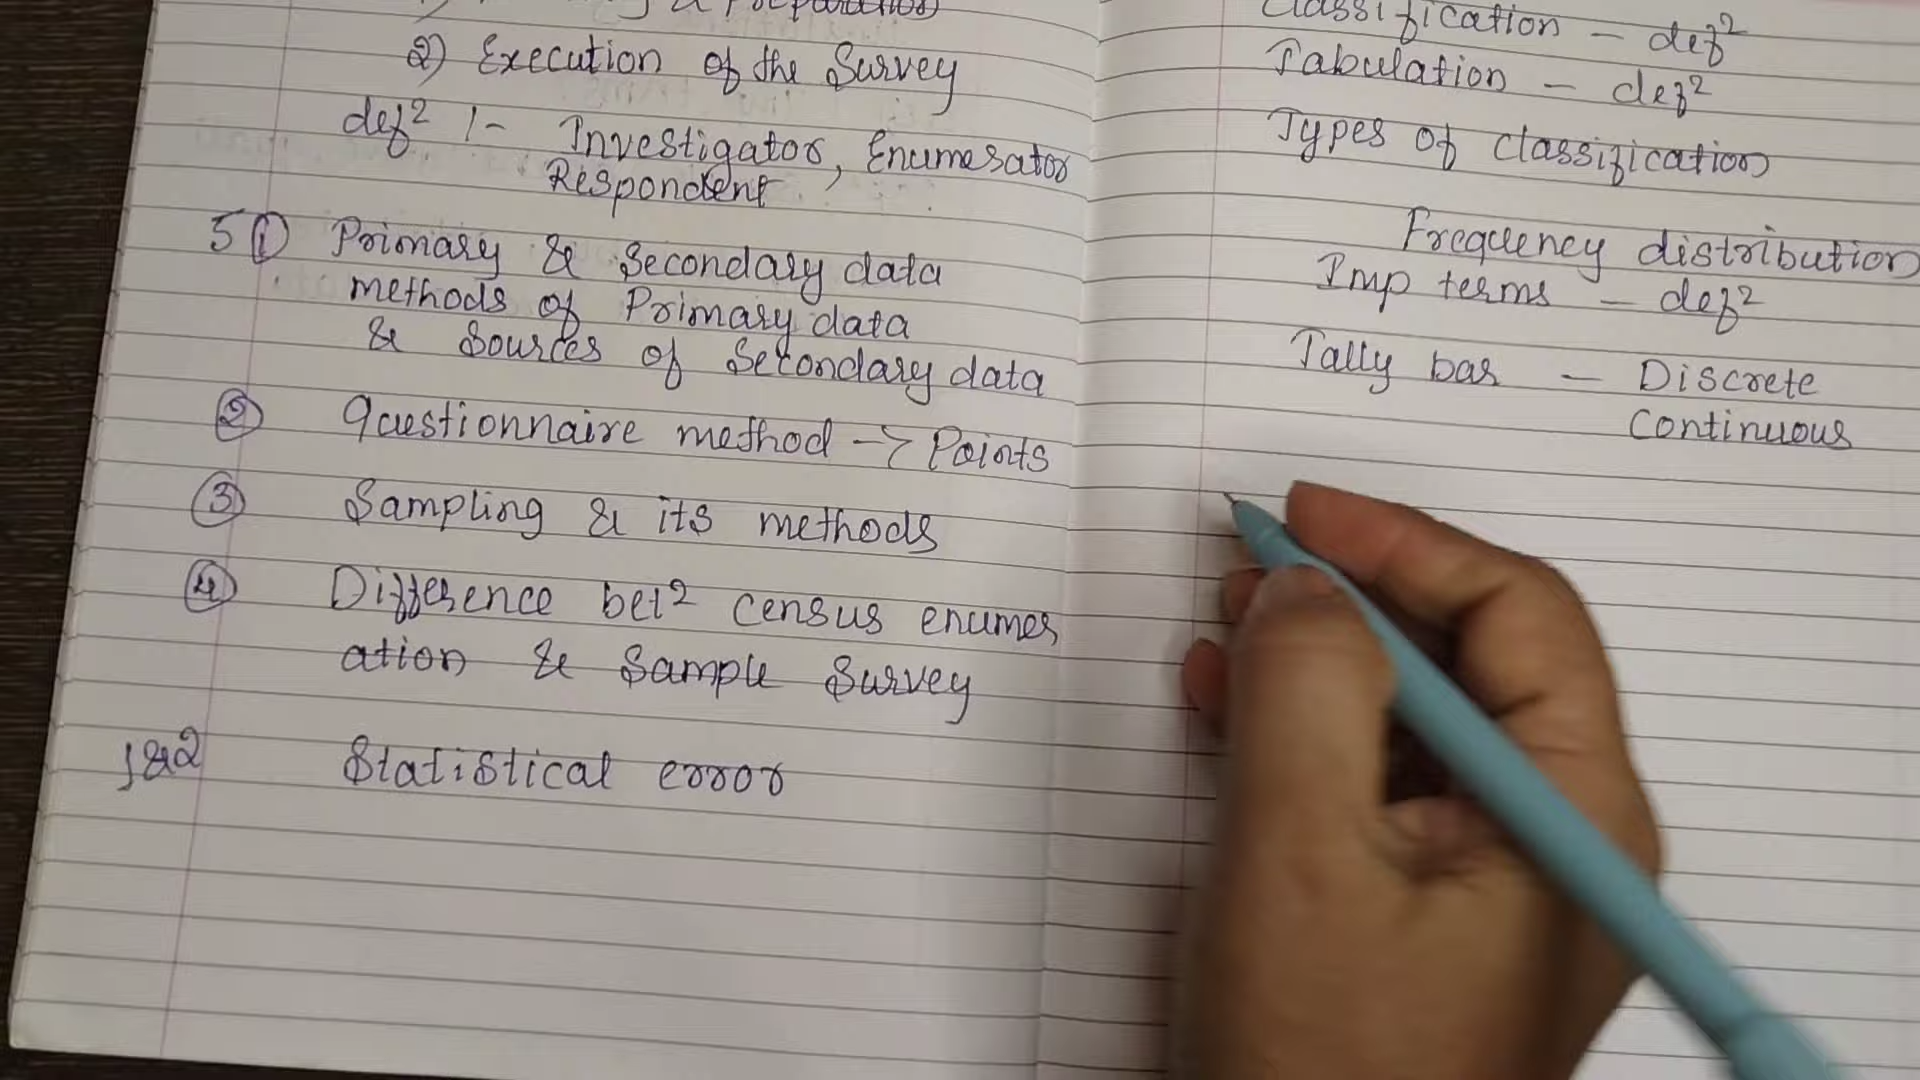 2) Execution of the Survey
def² :- Investigator, Enumerator
Respondent
5 ① Primary & Secondary data
methods of Primary data
& Sources of Secondary data
② Questionnaire method -> Points
③ Sampling & its methods
④ Difference bet² census enumer
ation & Sample Survey
1&2 Statistical error
Classification - def²
Tabulation - def²
Types of classification
Frequency distribution
Imp terms - def²
Tally bar - Discrete
Continuous